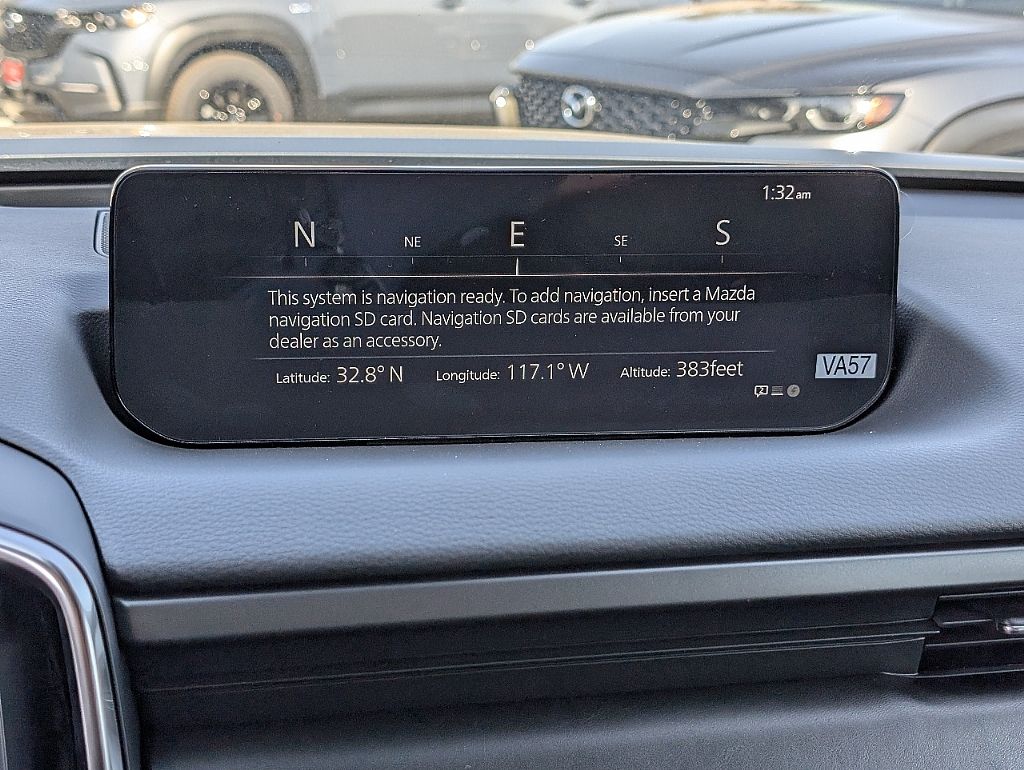 1:32am
N NE E SE S
This system is navigation ready. To add navigation, insert a Mazda
navigation SD card. Navigation SD cards are available from your
dealer as an accessory.
Latitude: 32.8° N Longitude: 117.1° W Altitude: 383feet
VA57